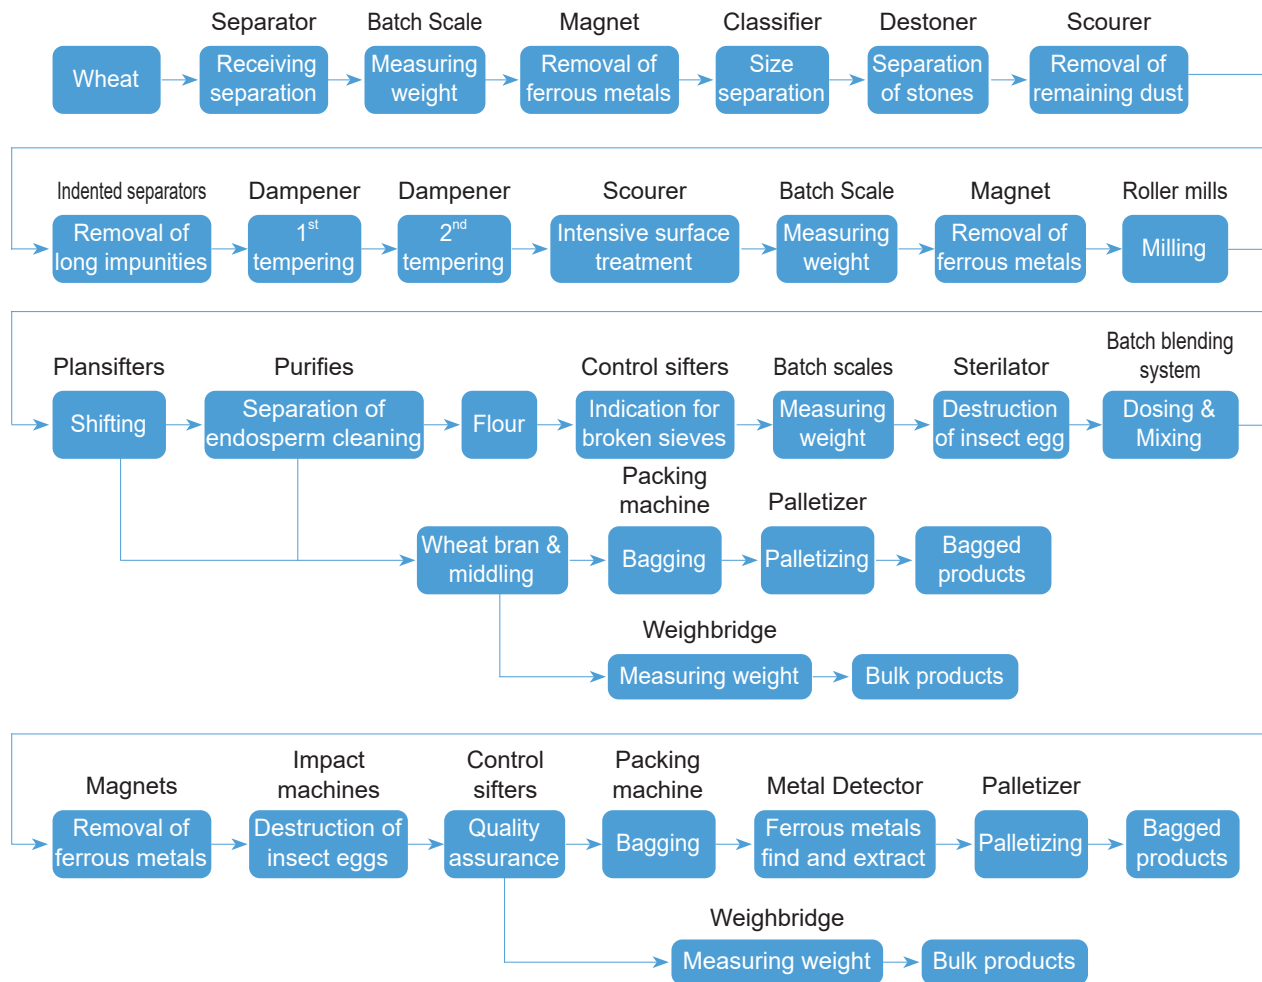 Separator
Batch Scale
Magnet
Classifier
Destoner
Scourer
Wheat
Receiving
separation
Measuring
weight
Removal of
ferrous metals
Size
separation
Separation
of stones
Removal of
remaining dust
Indented separators
Dampener
Dampener
Scourer
Batch Scale
Magnet
Roller mills
Removal of
long impunities
1st
tempering
2nd
tempering
Intensive surface
treatment
Measuring
weight
Removal of
ferrous metals
Milling
Plansifters
Purifies
Control sifters
Batch scales
Sterilator
Batch blending
system
Shifting
Separation of
endosperm cleaning
Flour
Indication for
broken sieves
Measuring
weight
Destruction
of insect egg
Dosing &
Mixing
Packing
machine
Palletizer
Wheat bran &
middling
Bagging
Palletizing
Bagged
products
Weighbridge
Measuring weight
Bulk products
Magnets
Impact
machines
Control
sifters
Packing
machine
Metal Detector
Palletizer
Removal of
ferrous metals
Destruction of
insect eggs
Quality
assurance
Bagging
Ferrous metals
find and extract
Palletizing
Bagged
products
Weighbridge
Measuring weight
Bulk products